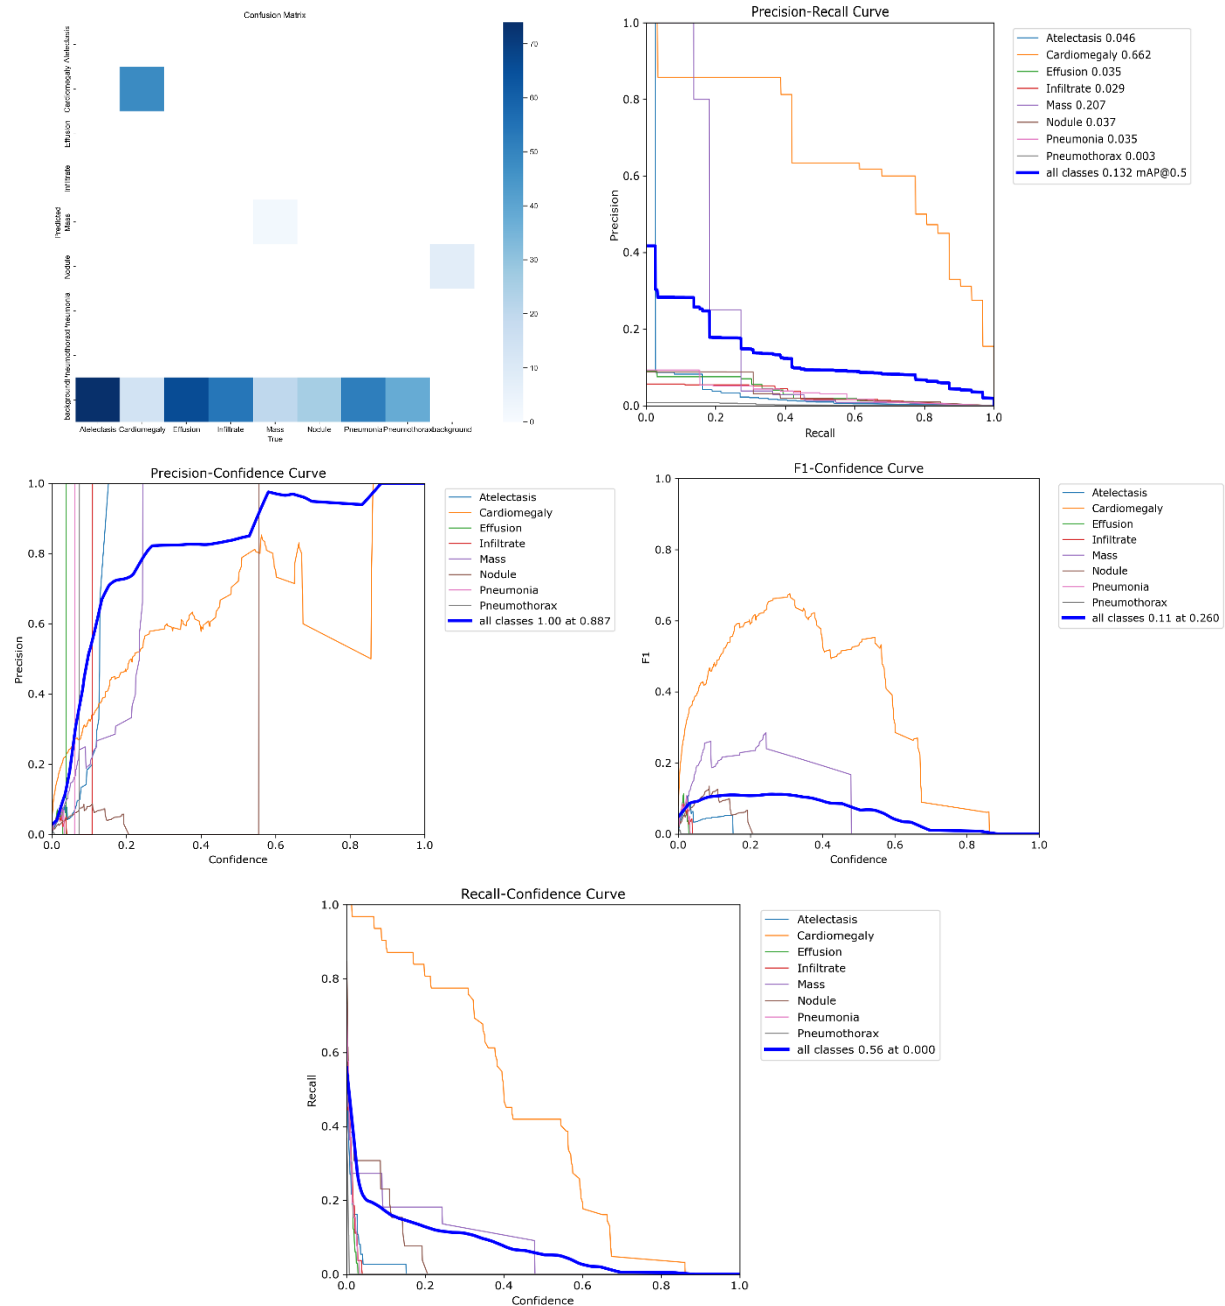 Confusion Matrix
Atelectasis
Cardiomegaly
Effusion
Infiltrate
Mass
Nodule
background
Predicted
70
60
50
40
30
20
10
0
Atelectasis Cardiomegaly Effusion Infiltrate Mass Nodule Pneumonia Pneumothorax background
True
Precision-Recall Curve
1.0
0.8
0.6
0.4
0.2
0.0
Precision
0.0 0.2 0.4 0.6 0.8 1.0
Recall
Atelectasis 0.046
Cardiomegaly 0.662
Effusion 0.035
Infiltrate 0.029
Mass 0.207
Nodule 0.037
Pneumonia 0.035
Pneumothorax 0.003
all classes 0.132 mAP@0.5
Precision-Confidence Curve
1.0
0.8
0.6
0.4
0.2
0.0
Precision
0.0 0.2 0.4 0.6 0.8 1.0
Confidence
Atelectasis
Cardiomegaly
Effusion
Infiltrate
Mass
Nodule
Pneumonia
Pneumothorax
all classes 1.00 at 0.887
F1-Confidence Curve
1.0
0.8
0.6
0.4
0.2
0.0
F1
0.0 0.2 0.4 0.6 0.8 1.0
Confidence
Atelectasis
Cardiomegaly
Effusion
Infiltrate
Mass
Nodule
Pneumonia
Pneumothorax
all classes 0.11 at 0.260
Recall-Confidence Curve
1.0
0.8
0.6
0.4
0.2
0.0
Recall
0.0 0.2 0.4 0.6 0.8 1.0
Confidence
Atelectasis
Cardiomegaly
Effusion
Infiltrate
Mass
Nodule
Pneumonia
Pneumothorax
all classes 0.56 at 0.000